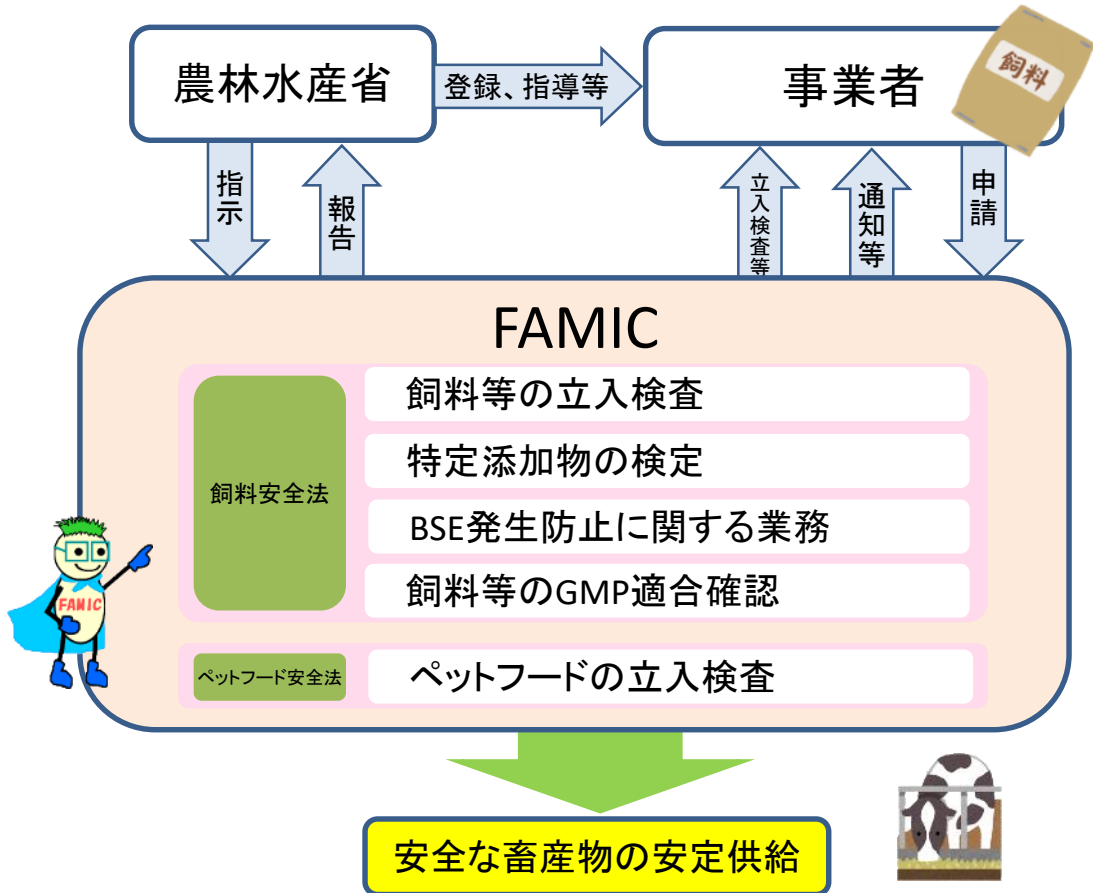 農林水産省
登録、指導等
事業者
飼料
指示
報告
立入検査等
通知等
申請
FAMIC
飼料安全法
飼料等の立入検査
特定添加物の検定
BSE発生防止に関する業務
飼料等のGMP適合確認
FAMIC
ペットフード安全法
ペットフードの立入検査
安全な畜産物の安定供給